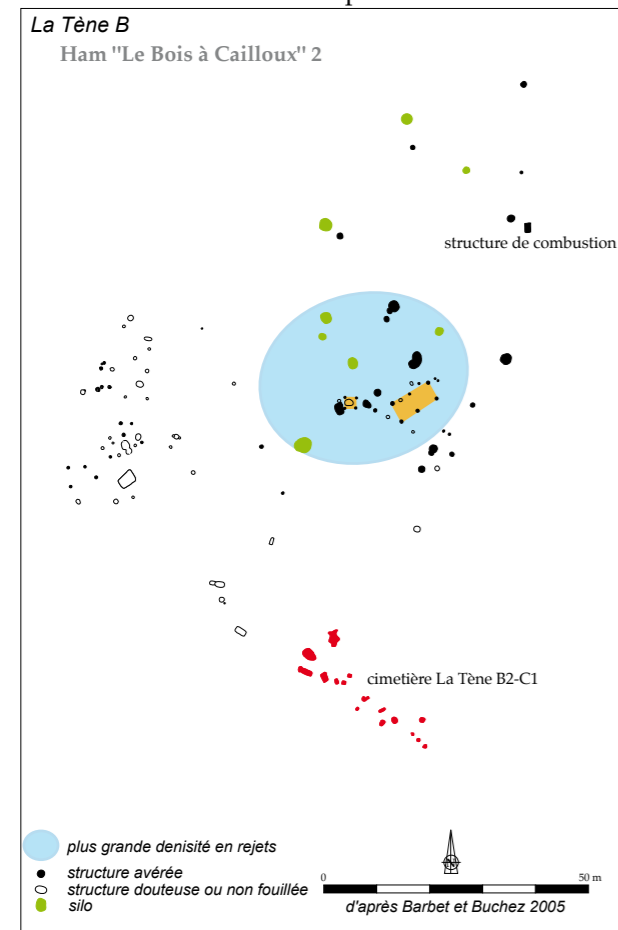 La Tène B
Ham "Le Bois à Cailloux" 2
structure de combustion
cimetière La Tène B2-C1
plus grande denisité en rejets
structure avérée
structure douteuse ou non fouillée
silo
0 50 m
d'après Barbet et Buchez 2005